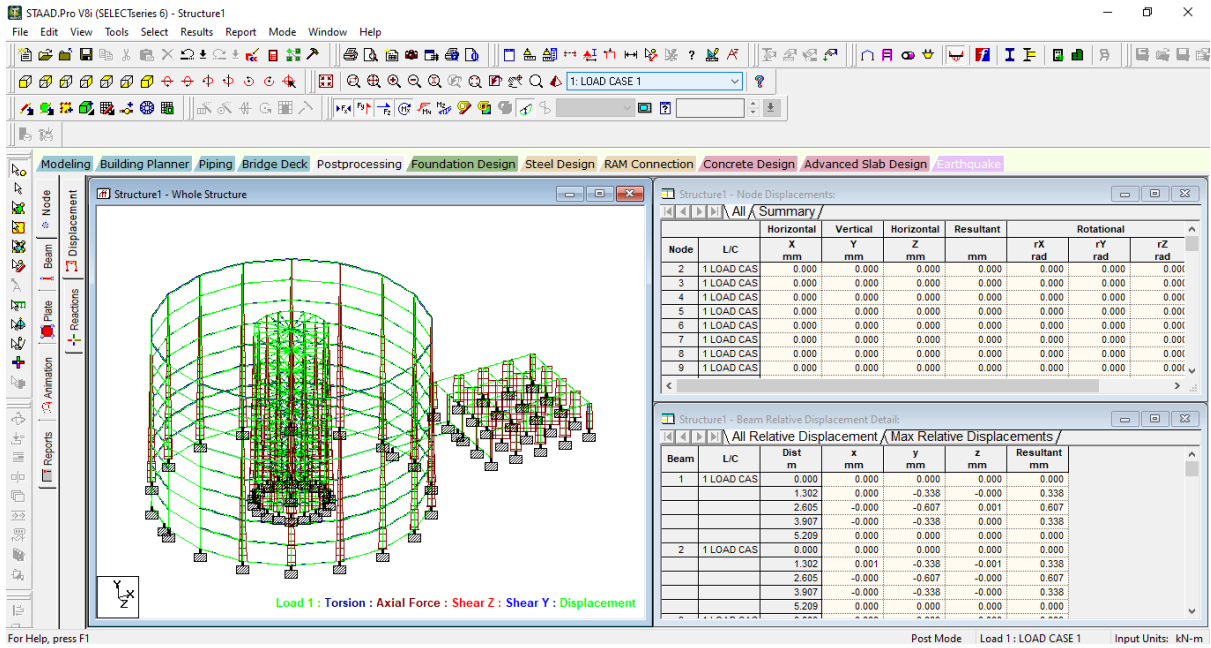 STAAD.Pro V8i (SELECTseries 6) - Structure1
File Edit View Tools Select Results Report Mode Window Help
1: LOAD CASE 1
Modeling Building Planner Piping Bridge Deck Postprocessing Foundation Design Steel Design RAM Connection Concrete Design Advanced Slab Design Earthquake
Node
Beam
Plate
Animation
Reports
Displacement
Reactions
Structure1 - Whole Structure
Y
X
Z
Load 1 : Torsion : Axial Force : Shear Z : Shear Y : Displacement
Structure1 - Node Displacements:
All Summary
Horizontal Vertical Horizontal Resultant Rotational
Node L/C X mm Y mm Z mm mm rX rad rY rad rZ rad
2 1 LOAD CAS 0.000 0.000 0.000 0.000 0.000 0.000 0.000
3 1 LOAD CAS 0.000 0.000 0.000 0.000 0.000 0.000 0.000
4 1 LOAD CAS 0.000 0.000 0.000 0.000 0.000 0.000 0.000
5 1 LOAD CAS 0.000 0.000 0.000 0.000 0.000 0.000 0.000
6 1 LOAD CAS 0.000 0.000 0.000 0.000 0.000 0.000 0.000
7 1 LOAD CAS 0.000 0.000 0.000 0.000 0.000 0.000 0.000
8 1 LOAD CAS 0.000 0.000 0.000 0.000 0.000 0.000 0.000
9 1 LOAD CAS 0.000 0.000 0.000 0.000 0.000 0.000 0.000
Structure1 - Beam Relative Displacement Detail:
All Relative Displacement Max Relative Displacements
Beam L/C Dist m x mm y mm z mm Resultant mm
1 1 LOAD CAS 0.000 0.000 0.000 0.000 0.000
1.302 0.000 -0.338 -0.000 0.338
2.605 -0.000 -0.607 0.001 0.607
3.907 -0.000 -0.338 0.000 0.338
5.209 0.000 0.000 0.000 0.000
2 1 LOAD CAS 0.000 0.000 0.000 0.000 0.000
1.302 0.001 -0.338 -0.001 0.338
2.605 -0.000 -0.607 -0.000 0.607
3.907 -0.000 -0.338 -0.000 0.338
5.209 0.000 0.000 0.000 0.000
For Help, press F1
Post Mode Load 1 : LOAD CASE 1 Input Units: kN-m